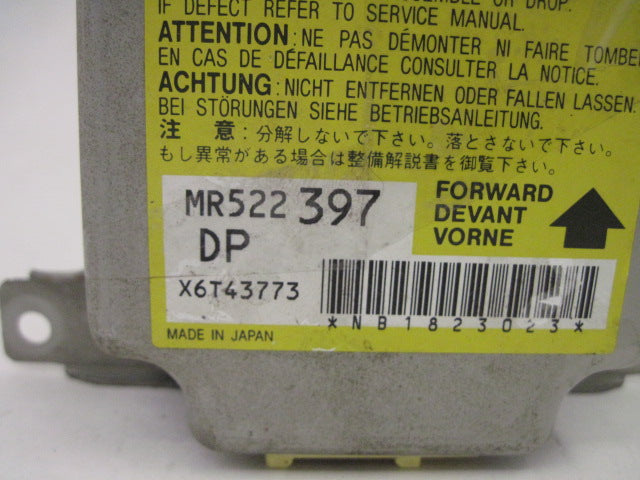 OR DROP.
IF DEFECT REFER TO SERVICE MANUAL.
ATTENTION:NE PAS DÉMONTER NI FAIRE TOMBER
EN CAS DE DÉFAILLANCE CONSULTER LA NOTICE.
ACHTUNG:NICHT ENTFERNEN ODER FALLEN LASSEN.
BEI STÖRUNGEN SIEHE BETRIEBSANLEITUNG.
注 意:分解しないで下さい。落とさないで下さい。
もし異常がある場合は整備解説書を御覧下さい。
MR522 397
DP
FORWARD
DEVANT
VORNE
X6T43773
*NB1823023*
MADE IN JAPAN